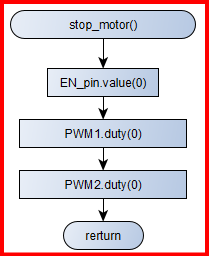 stop_motor()
EN_pin.value(0)
PWM1.duty(0)
PWM2.duty(0)
rerturn